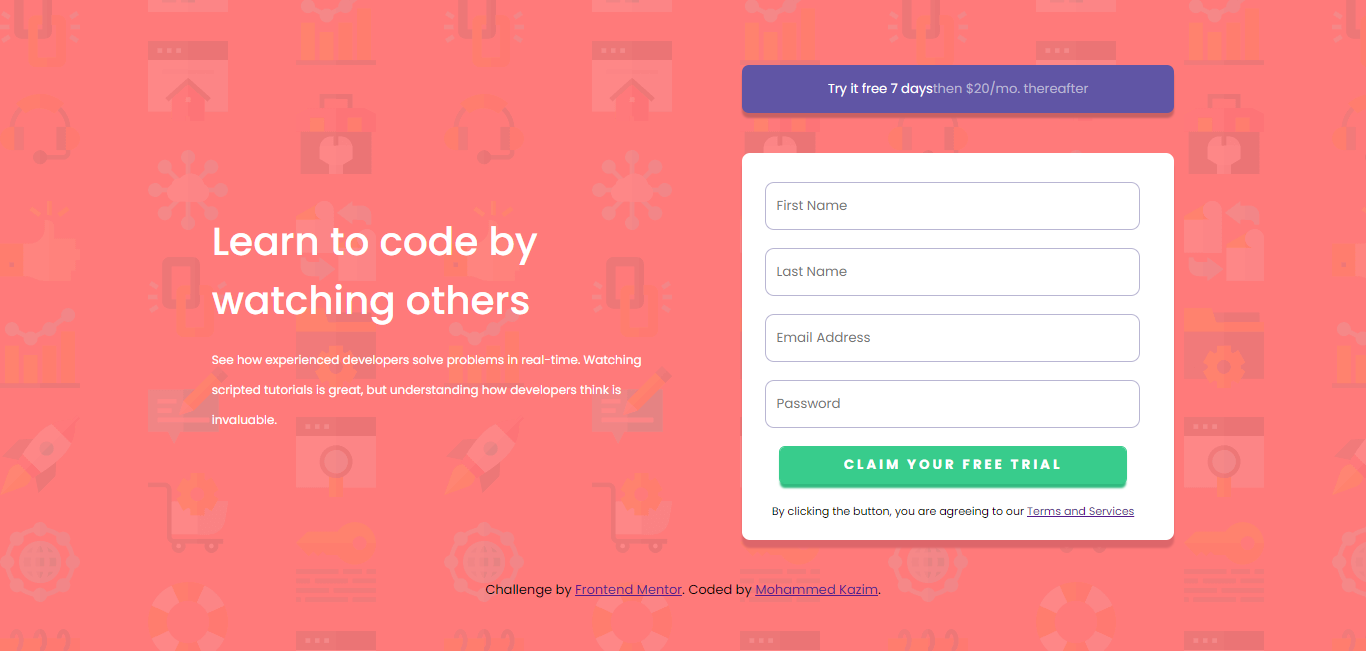 Try it free 7 daysthen $20/mo. thereafter
Learn to code by
watching others
See how experienced developers solve problems in real-time. Watching
scripted tutorials is great, but understanding how developers think is
invaluable.
First Name
Last Name
Email Address
Password
CLAIM YOUR FREE TRIAL
By clicking the button, you are agreeing to our Terms and Services
Challenge by Frontend Mentor. Coded by Mohammed Kazim.